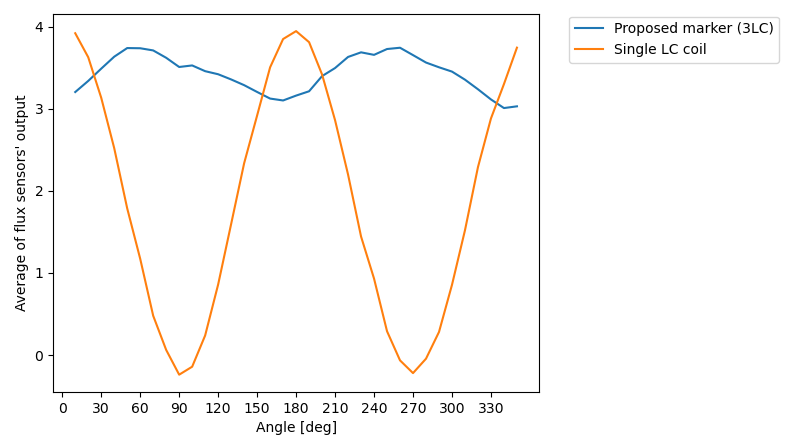 Proposed marker (3LC)
Single LC coil
Average of flux sensors' output
4
3
2
1
0
0 30 60 90 120 150 180 210 240 270 300 330
Angle [deg]